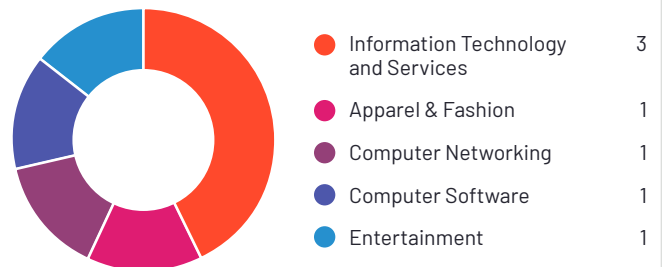 Information Technology 3
and Services
Apparel & Fashion 1
Computer Networking 1
Computer Software 1
Entertainment 1